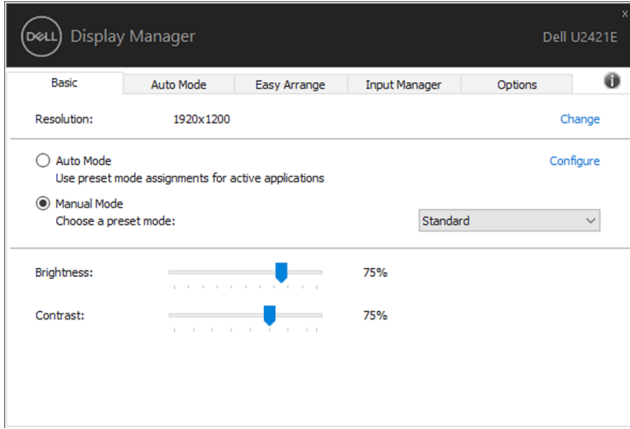 DELL Display Manager Dell U2421E
x
Basic Auto Mode Easy Arrange Input Manager Options i
Resolution: 1920x1200 Change
Auto Mode Configure
Use preset mode assignments for active applications
Manual Mode
Choose a preset mode: Standard
Brightness: 75%
Contrast: 75%